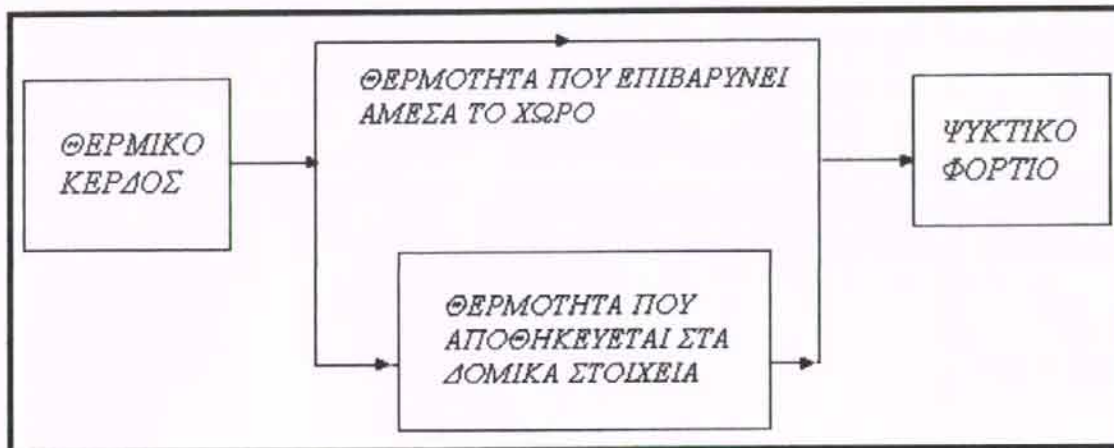 ΘΕΡΜΙΚΟ
ΚΕΡΔΟΣ
ΘΕΡΜΟΤΗΤΑ ΠΟΥ ΕΠΙΒΑΡΥΝΕΙ
ΑΜΕΣΑ ΤΟ ΧΩΡΟ
ΘΕΡΜΟΤΗΤΑ ΠΟΥ
ΑΠΟΘΗΚΕΥΕΤΑΙ ΣΤΑ
ΔΟΜΙΚΑ ΣΤΟΙΧΕΙΑ
ΨΥΚΤΙΚΟ
ΦΟΡΤΙΟ